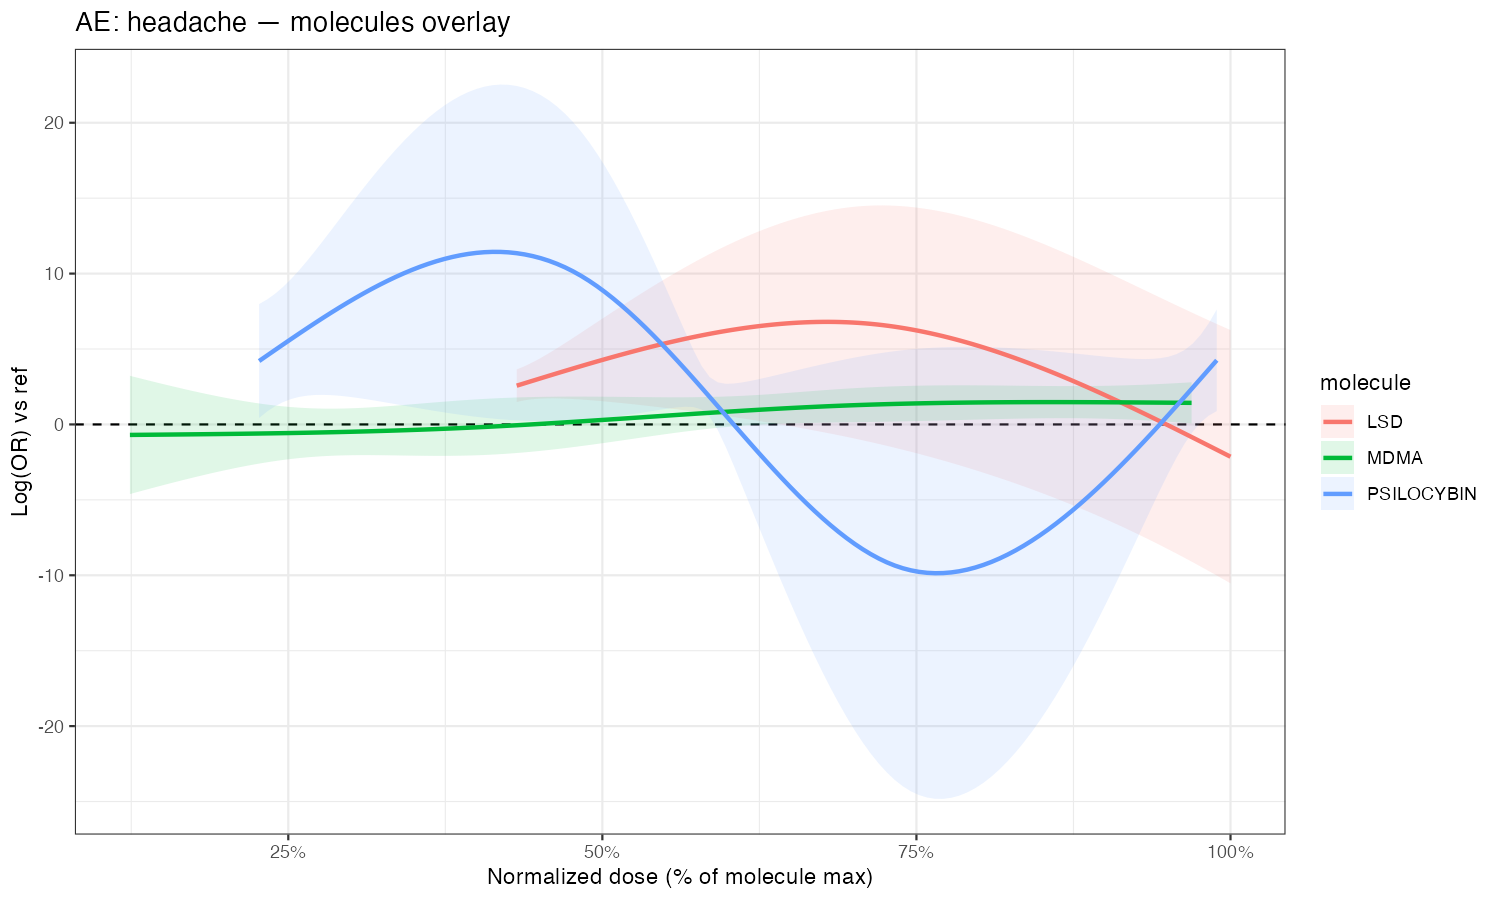 AE: headache — molecules overlay
Log(OR) vs ref
20
10
0
-10
-20
25%
50%
75%
100%
Normalized dose (% of molecule max)
molecule
LSD
MDMA
PSILOCYBIN